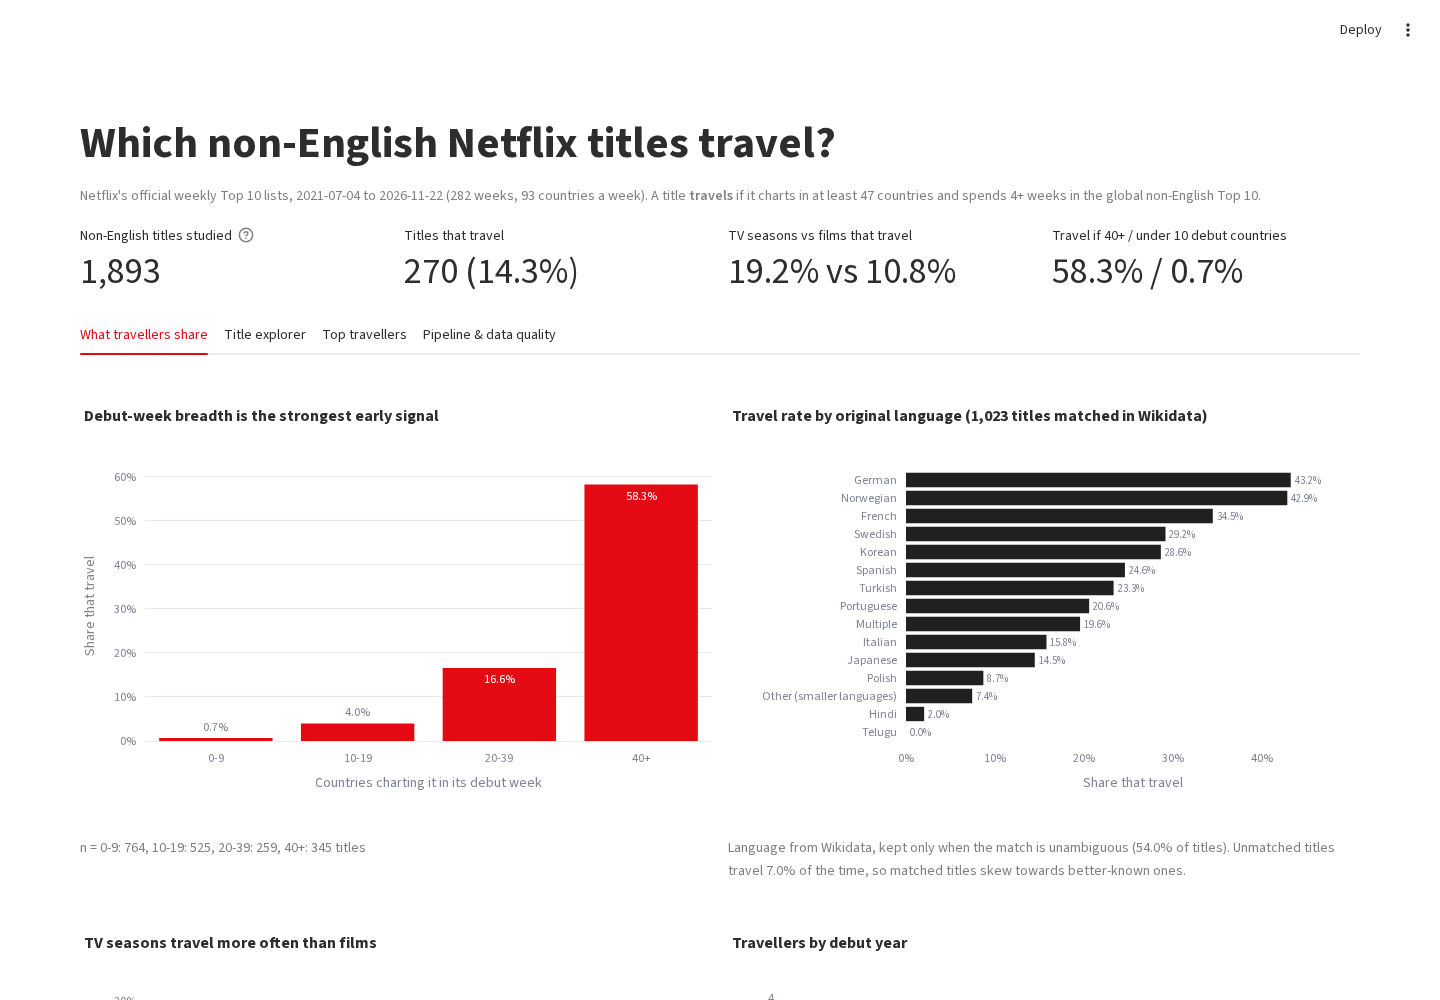 Deploy
Which non-English Netflix titles travel?
Netflix's official weekly Top 10 lists, 2021-07-04 to 2026-11-22 (282 weeks, 93 countries a week). A title travels if it charts in at least 47 countries and spends 4+ weeks in the global non-English Top 10.
Non-English titles studied
1,893
Titles that travel
270 (14.3%)
TV seasons vs films that travel
19.2% vs 10.8%
Travel if 40+ / under 10 debut countries
58.3% / 0.7%
What travellers share
Title explorer
Top travellers
Pipeline & data quality
Debut-week breadth is the strongest early signal
Share that travel
60%
50%
40%
30%
20%
10%
0%
0.7%
4.0%
16.6%
58.3%
0-9
10-19
20-39
40+
Countries charting it in its debut week
n = 0-9: 764, 10-19: 525, 20-39: 259, 40+: 345 titles
Travel rate by original language (1,023 titles matched in Wikidata)
German 43.2%
Norwegian 42.9%
French 34.5%
Swedish 29.2%
Korean 28.6%
Spanish 24.6%
Turkish 23.3%
Portuguese 20.6%
Multiple 19.6%
Italian 15.8%
Japanese 14.5%
Polish 8.7%
Other (smaller languages) 7.4%
Hindi 2.0%
Telugu 0.0%
0%
10%
20%
30%
40%
Share that travel
Language from Wikidata, kept only when the match is unambiguous (54.0% of titles). Unmatched titles
travel 7.0% of the time, so matched titles skew towards better-known ones.
TV seasons travel more often than films
Travellers by debut year